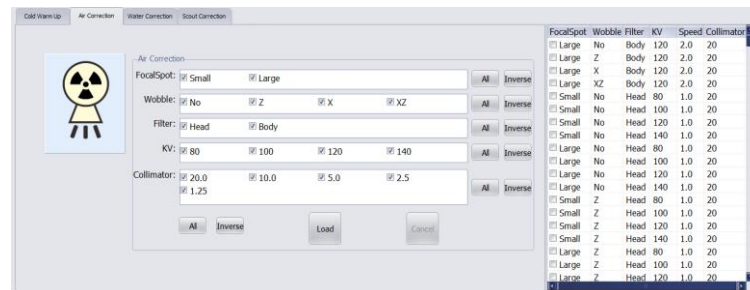 Cold Warm Up Air Correction Water Correction Scout Correction
Air Correction
FocalSpot: Small Large All Inverse
Wobble: No Z X XZ All Inverse
Filter: Head Body All Inverse
KV: 80 100 120 140 All Inverse
Collimator: 20.0 10.0 5.0 2.5
1.25 All Inverse
All Inverse Load Cancel
FocalSpot Wobble Filter KV Speed Collimator
Large No Body 120 2.0 20
Large Z Body 120 2.0 20
Large X Body 120 2.0 20
Large XZ Body 120 2.0 20
Small No Head 80 1.0 20
Small No Head 100 1.0 20
Small No Head 120 1.0 20
Small No Head 140 1.0 20
Large No Head 80 1.0 20
Large No Head 100 1.0 20
Large No Head 120 1.0 20
Large No Head 140 1.0 20
Small Z Head 80 1.0 20
Small Z Head 100 1.0 20
Small Z Head 120 1.0 20
Small Z Head 140 1.0 20
Large Z Head 80 1.0 20
Large Z Head 100 1.0 20
Large Z Head 120 1.0 20